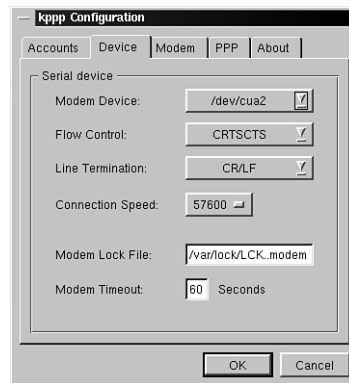 kppp Configuration
Accounts Device Modem PPP About
Serial device
Modem Device: /dev/cua2
Flow Control: CRTSCTS
Line Termination: CR/LF
Connection Speed: 57600
Modem Lock File: /var/lock/LCK..modem
Modem Timeout: 60 Seconds
OK Cancel